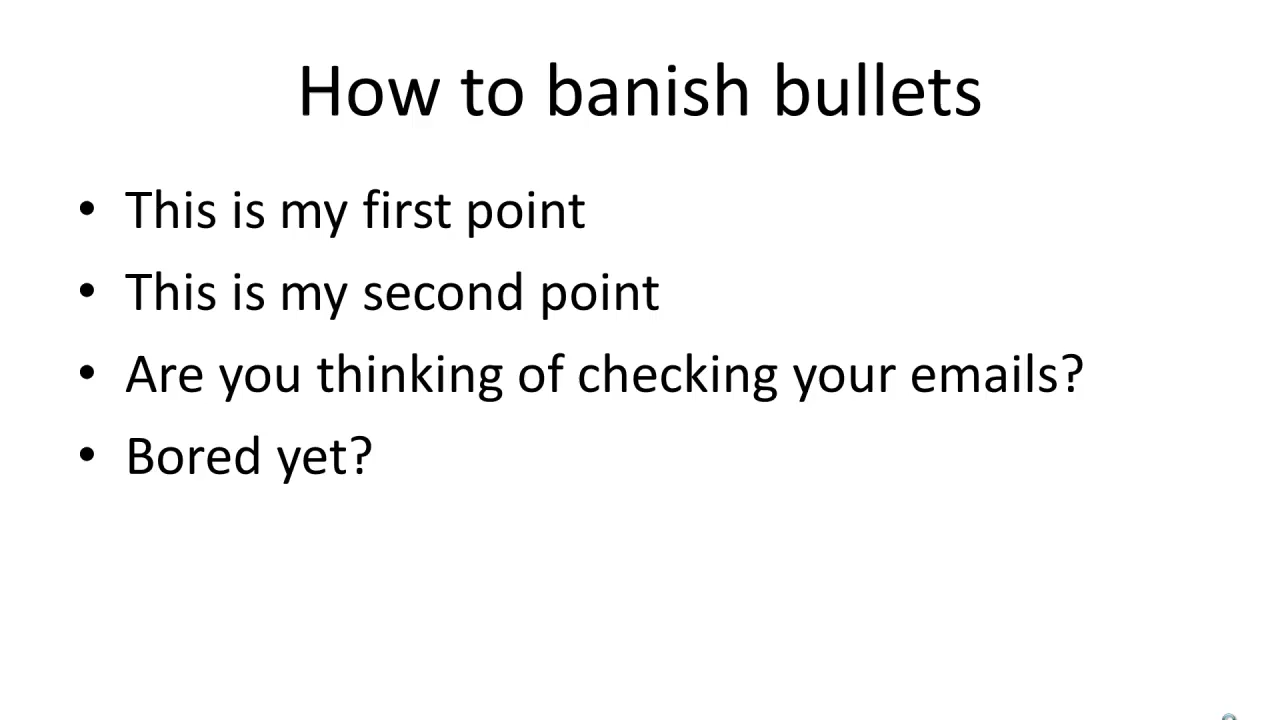 How to banish bullets
• This is my first point
• This is my second point
• Are you thinking of checking your emails?
• Bored yet?